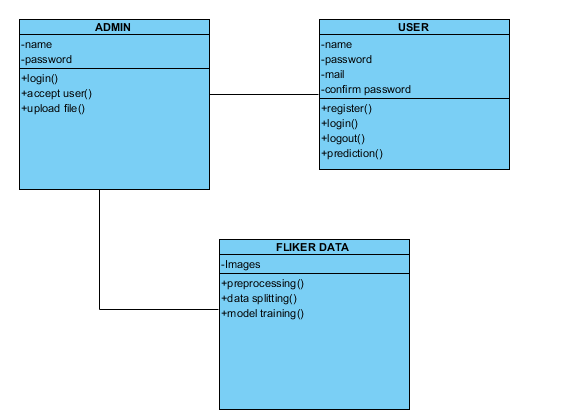 ADMIN
-name
-password
+login()
+accept user()
+upload file()
USER
-name
-password
-mail
-confirm password
+register()
+login()
+logout()
+prediction()
FLIKER DATA
-Images
+preprocessing()
+data splitting()
+model training()